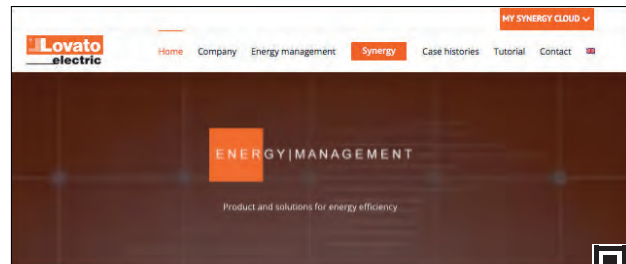 MY SYNERGY CLOUD
Lovato
electric
Home Company Energy management Synergy Case histories Tutorial Contact
ENERGY|MANAGEMENT
Product and solutions for energy efficiency